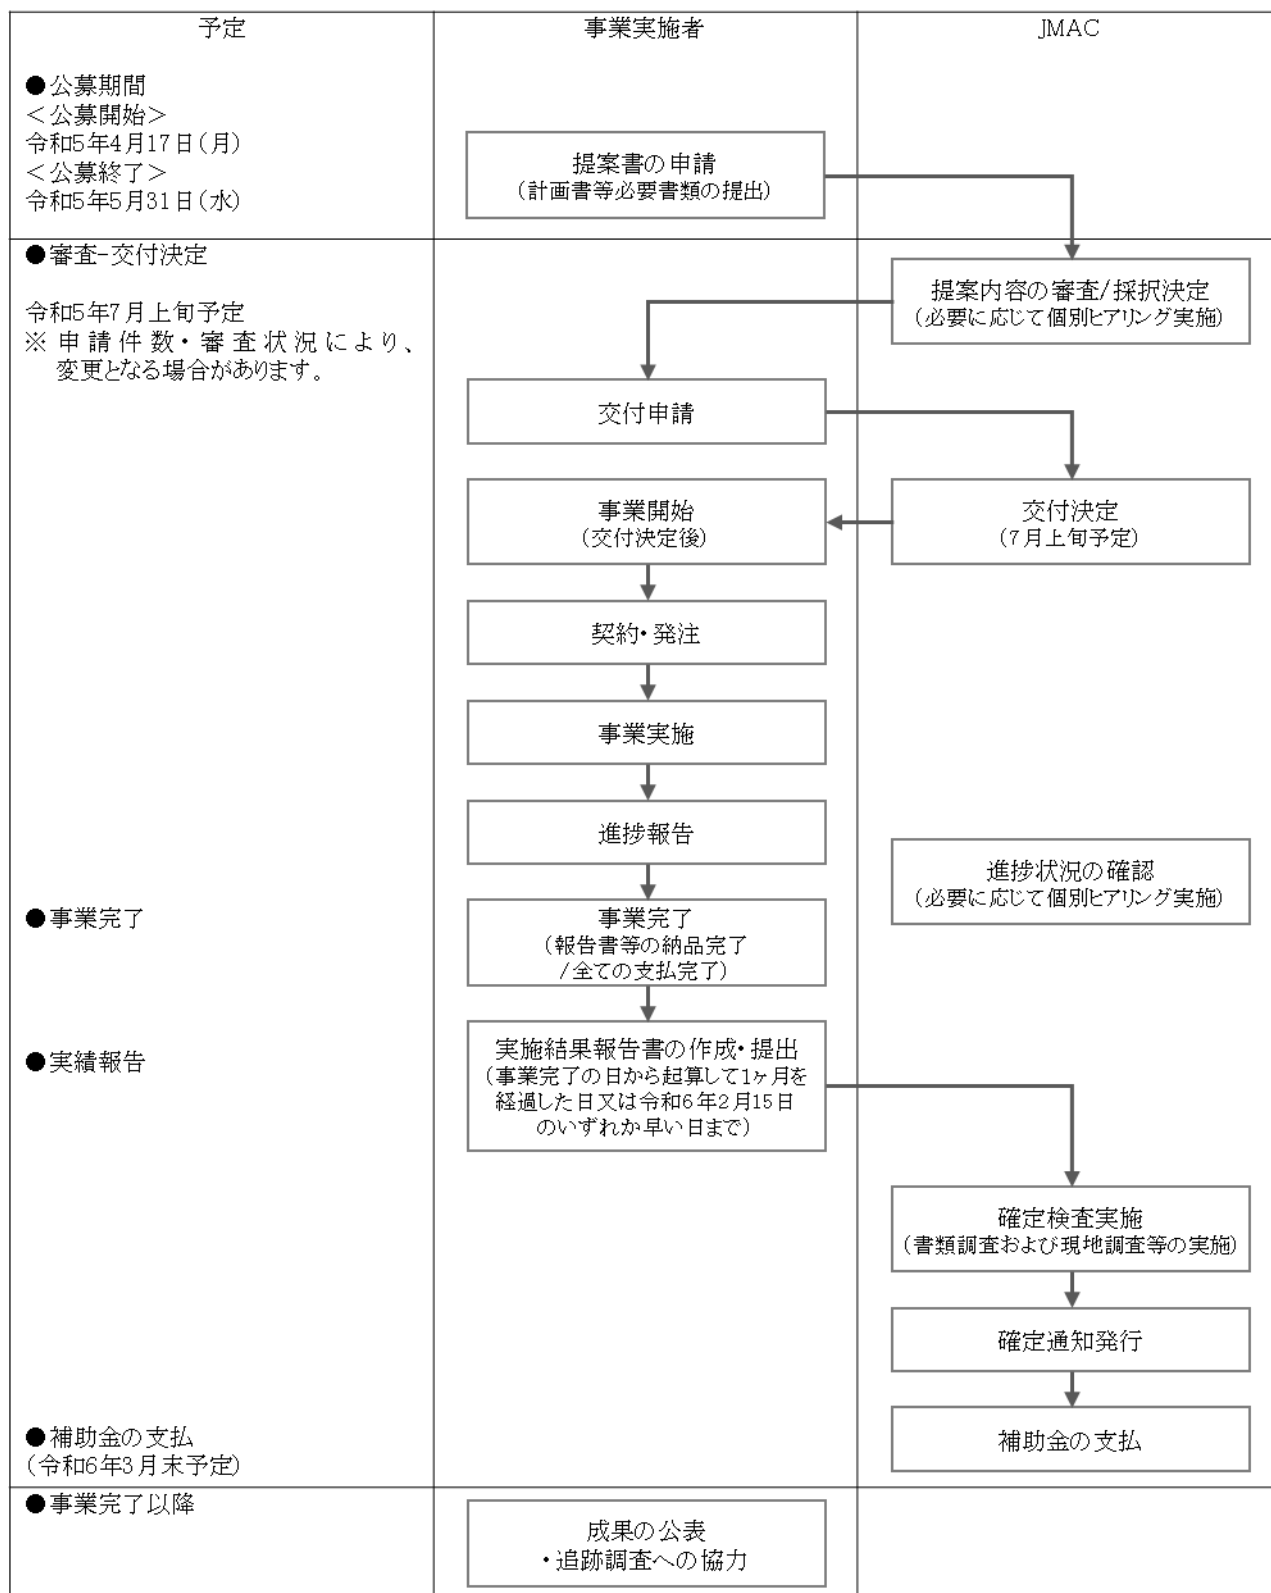 予定
事業実施者
JMAC
●公募期間
＜公募開始＞
令和5年4月17日（月）
＜公募終了＞
令和5年5月31日（水）
提案書の申請
（計画書等必要書類の提出）
●審査-交付決定
令和5年7月上旬予定
※申請件数・審査状況により、
変更となる場合があります。
提案内容の審査/採択決定
（必要に応じて個別ヒアリング実施）
交付申請
事業開始
（交付決定後）
交付決定
（7月上旬予定）
契約・発注
事業実施
進捗報告
進捗状況の確認
（必要に応じて個別ヒアリング実施）
●事業完了
事業完了
（報告書等の納品完了
/全ての支払完了）
●実績報告
実施結果報告書の作成・提出
（事業完了の日から起算して1ヶ月を
経過した日又は令和6年2月15日
のいずれか早い日まで）
確定検査実施
（書類調査および現地調査等の実施）
確定通知発行
●補助金の支払
（令和6年3月末予定）
補助金の支払
●事業完了以降
成果の公表
・追跡調査への協力